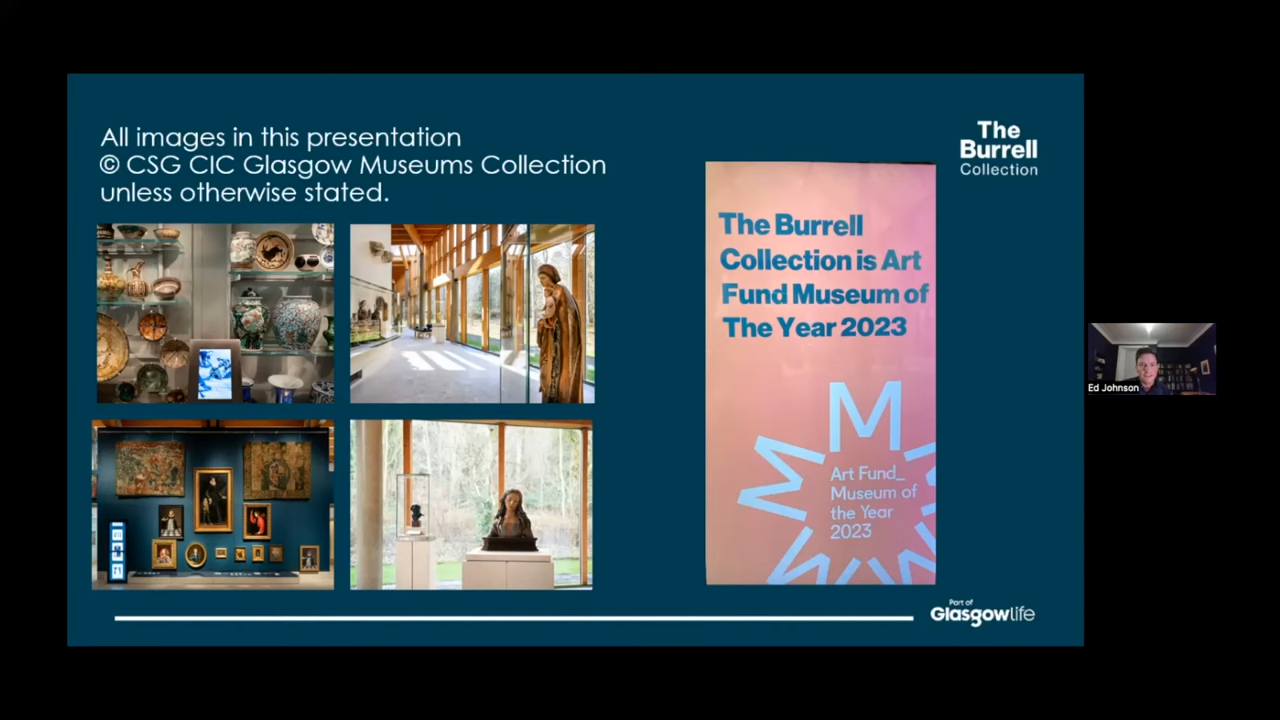 All images in this presentation
© CSG CIC Glasgow Museums Collection
unless otherwise stated.
The
Burrell
Collection
The Burrell
Collection is Art
Fund Museum of
The Year 2023
M
Art Fund_
Museum of
the Year
2023
Ed Johnson
Part of
Glasgowlife